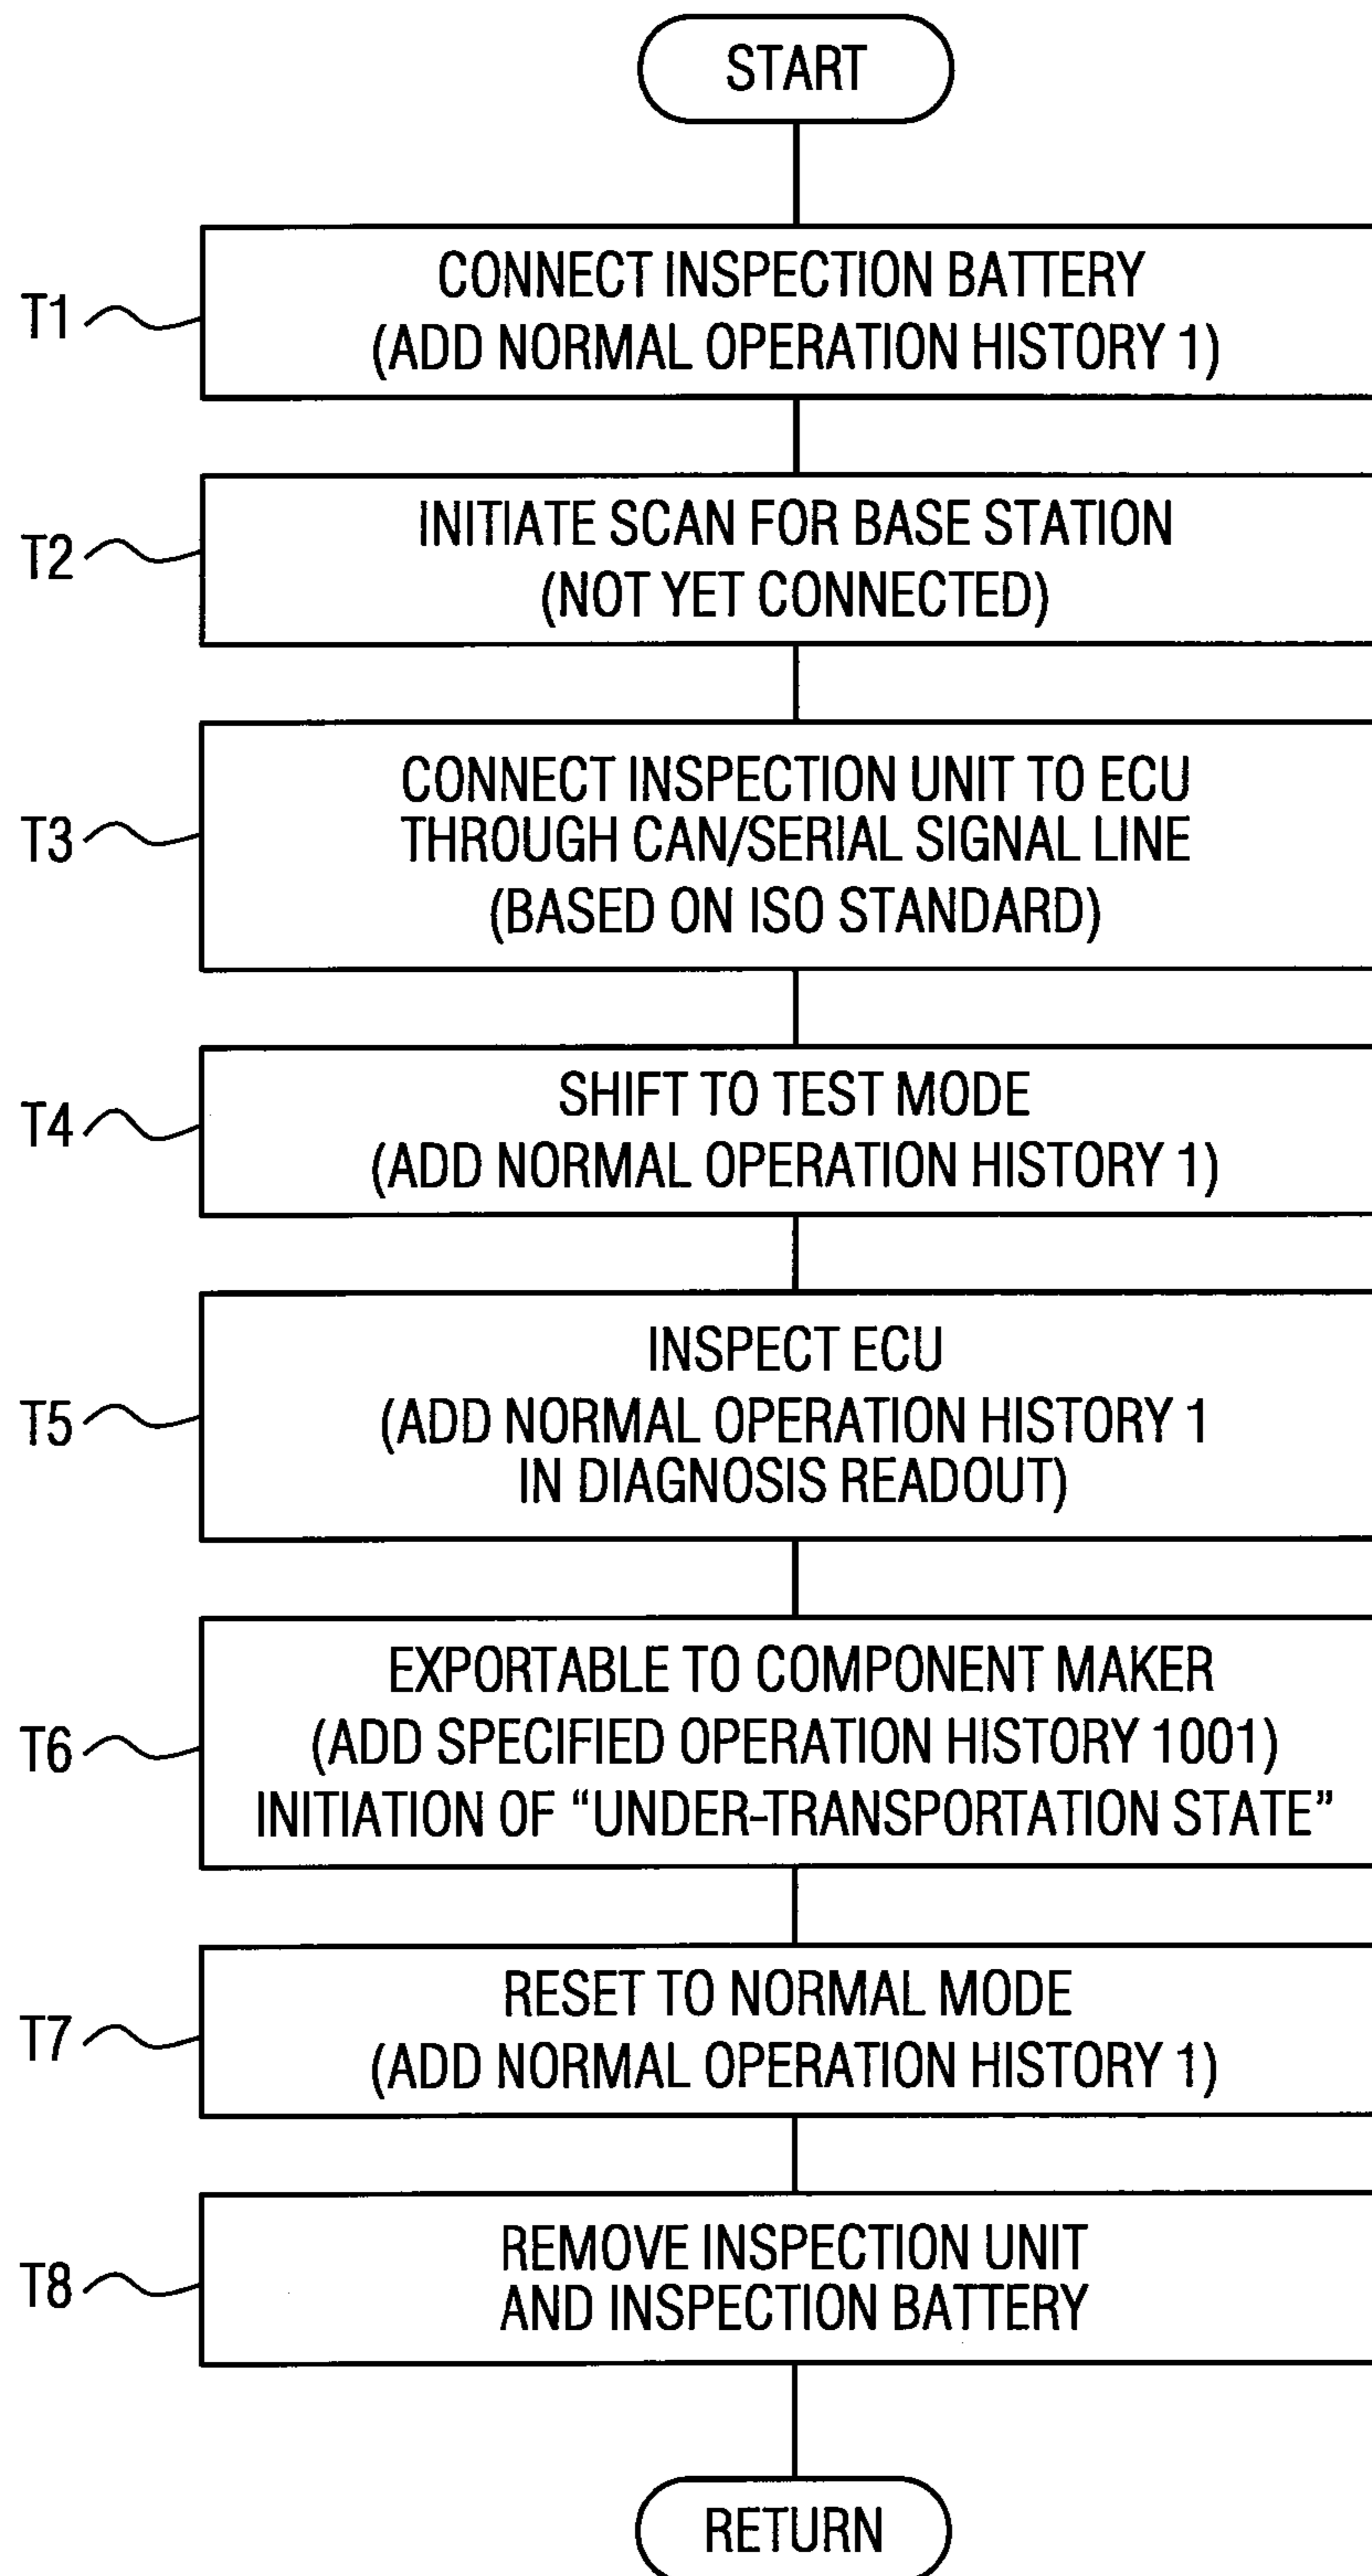 START
T1
CONNECT INSPECTION BATTERY
(ADD NORMAL OPERATION HISTORY 1)
T2
INITIATE SCAN FOR BASE STATION
(NOT YET CONNECTED)
T3
CONNECT INSPECTION UNIT TO ECU
THROUGH CAN/SERIAL SIGNAL LINE
(BASED ON ISO STANDARD)
T4
SHIFT TO TEST MODE
(ADD NORMAL OPERATION HISTORY 1)
T5
INSPECT ECU
(ADD NORMAL OPERATION HISTORY 1
IN DIAGNOSIS READOUT)
T6
EXPORTABLE TO COMPONENT MAKER
(ADD SPECIFIED OPERATION HISTORY 1001)
INITIATION OF “UNDER-TRANSPORTATION STATE”
T7
RESET TO NORMAL MODE
(ADD NORMAL OPERATION HISTORY 1)
T8
REMOVE INSPECTION UNIT
AND INSPECTION BATTERY
RETURN